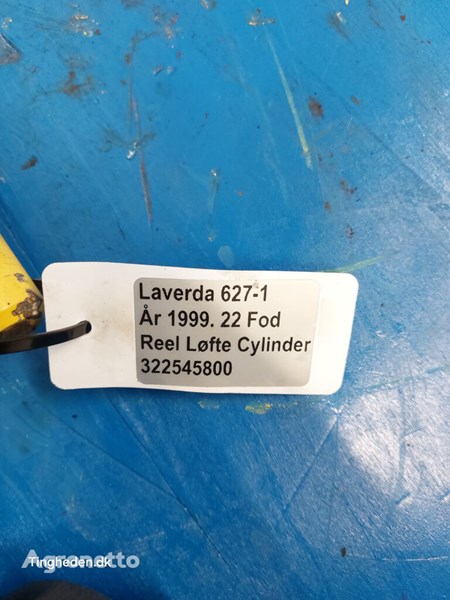 Laverda 627-1
År 1999. 22 Fod
Reel Løfte Cylinder
322545800
Agronetto
Tingheden.dk